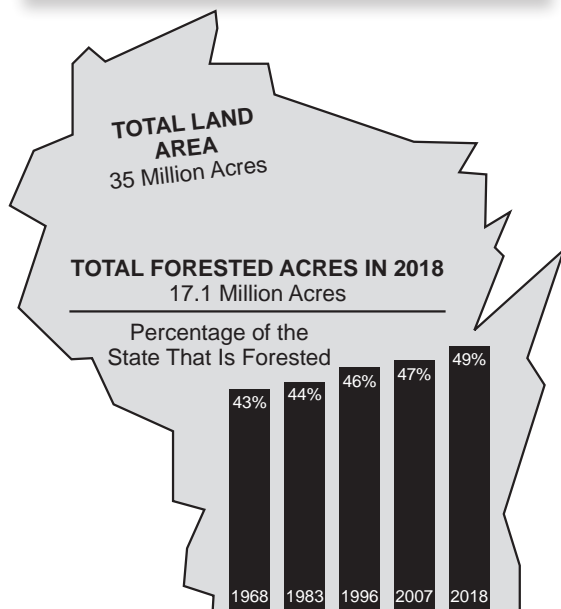 TOTAL LAND
AREA
35 Million Acres
TOTAL FORESTED ACRES IN 2018
17.1 Million Acres
Percentage of the
State That Is Forested
43% 44% 46% 47% 49%
1968 1983 1996 2007 2018